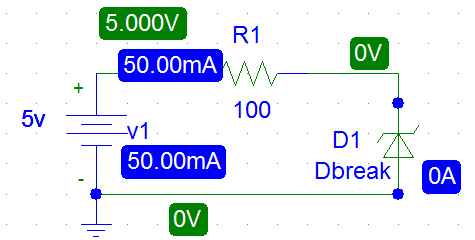 5.000V
R1
0V
50.00mA
+
100
5v
v1
D1
50.00mA
Dbreak
0A
-
0V